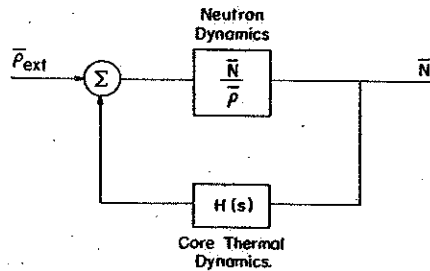 Neutron
Dynamics
ρ̅ext
Σ
N̅
ρ̅
N̅
H(s)
Core Thermal
Dynamics.